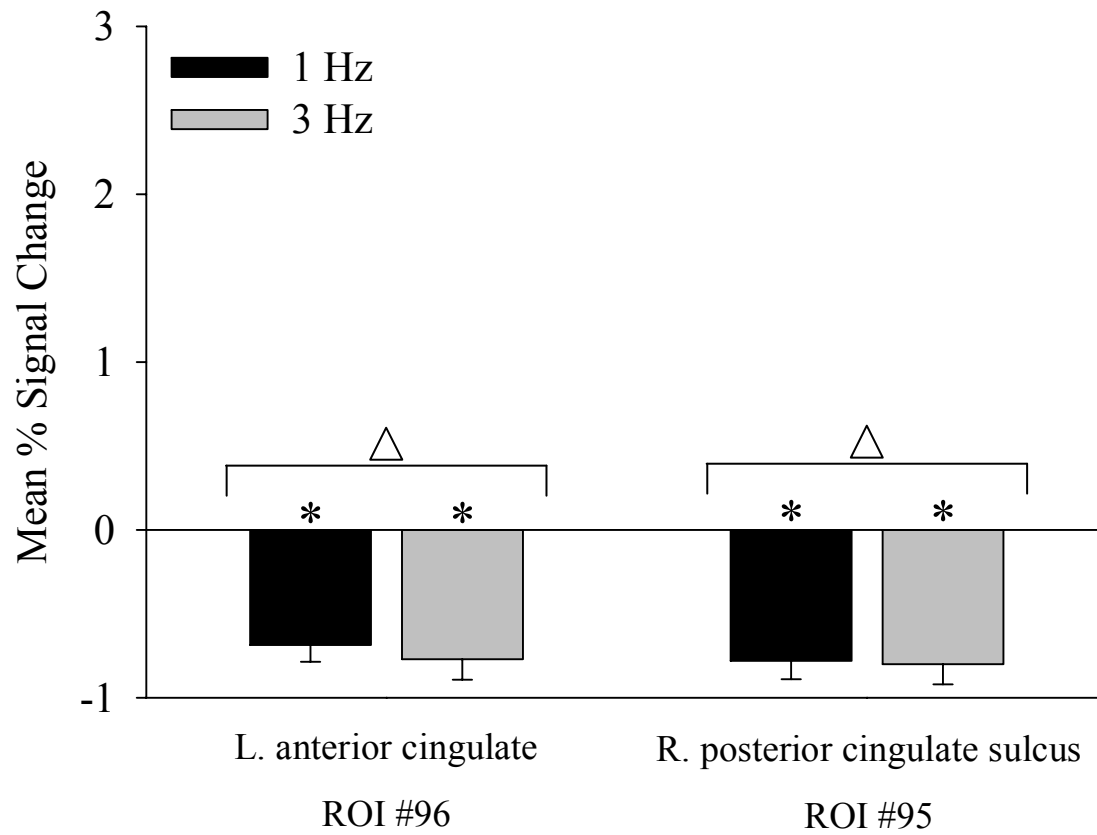 3
1 Hz
3 Hz
2
Mean % Signal Change
1
△ △
0
* * * *
-1
L. anterior cingulate R. posterior cingulate sulcus
ROI #96 ROI #95